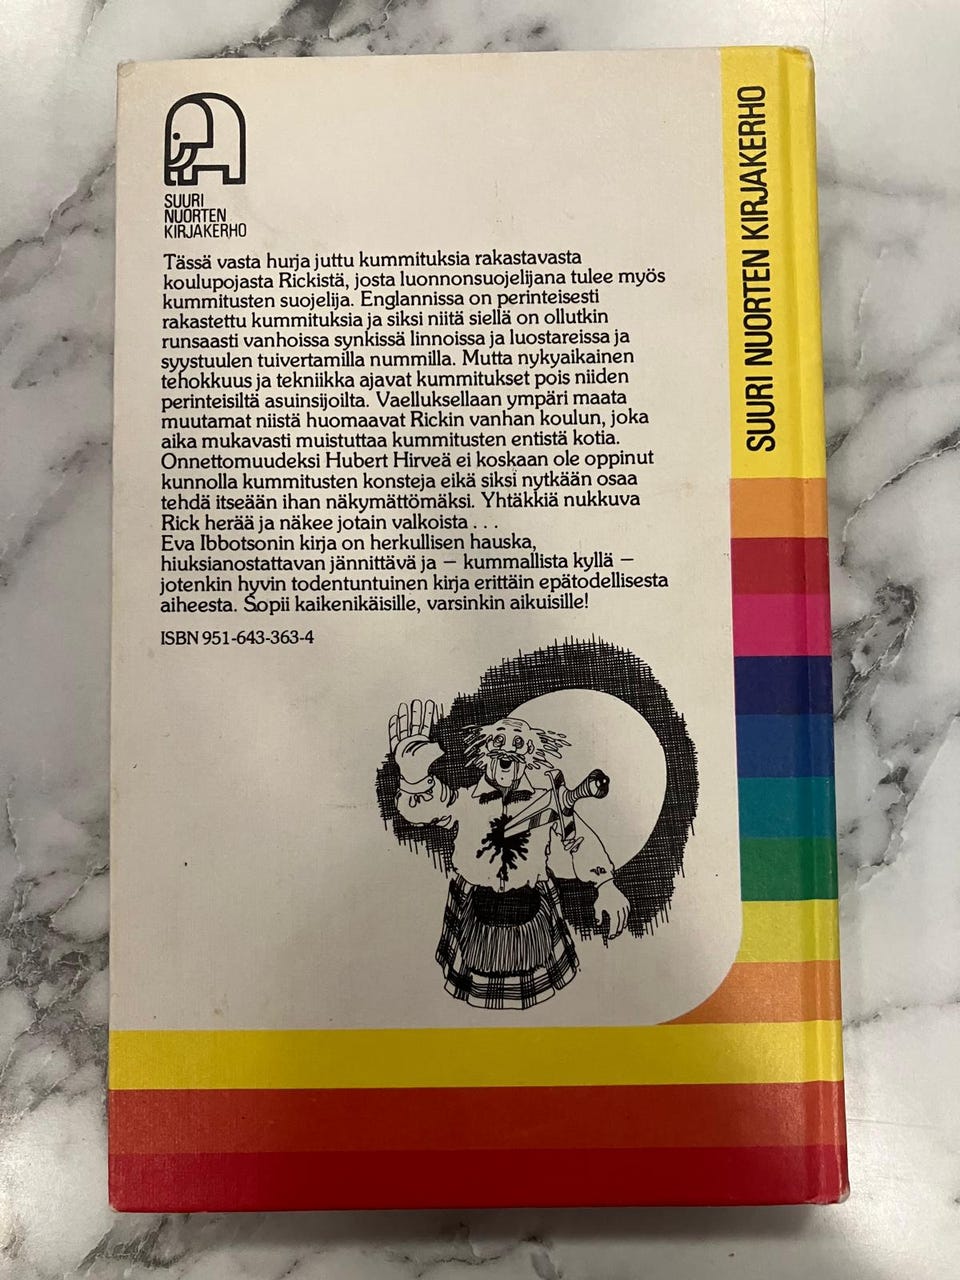 SUURI
NUORTEN
KIRJAKERHO
Tässä vasta hurja juttu kummituksia rakastavasta
koulupojasta Rickistä, josta luonnonsuojelijana tulee myös
kummitusten suojelija. Englannissa on perinteisesti
rakastettu kummituksia ja siksi niitä siellä on ollutkin
runsaasti vanhoissa synkissä linnoissa ja luostareissa ja
syystuulen tuivertamilla nummilla. Mutta nykyaikainen
tehokkuus ja tekniikka ajavat kummitukset pois niiden
perinteisiltä asuinsijoilta. Vaelluksellaan ympäri maata
muutamat niistä huomaavat Rickin vanhan koulun, joka
aika mukavasti muistuttaa kummitusten entistä kotia.
Onnettomuudeksi Hubert Hirveä ei koskaan ole oppinut
kunnolla kummitusten konsteja eikä siksi nytkään osaa
tehdä itseään ihan näkymättömäksi. Yhtäkkiä nukkuva
Rick herää ja näkee jotain valkoista . . .
Eva Ibbotsonin kirja on herkullisen hauska,
hiuksianostattavan jännittävä ja – kummallista kyllä –
jotenkin hyvin todentuntuinen kirja erittäin epätodellisesta
aiheesta. Sopii kaikenikäisille, varsinkin aikuisille!
ISBN 951-643-363-4
SUURI NUORTEN KIRJAKERHO